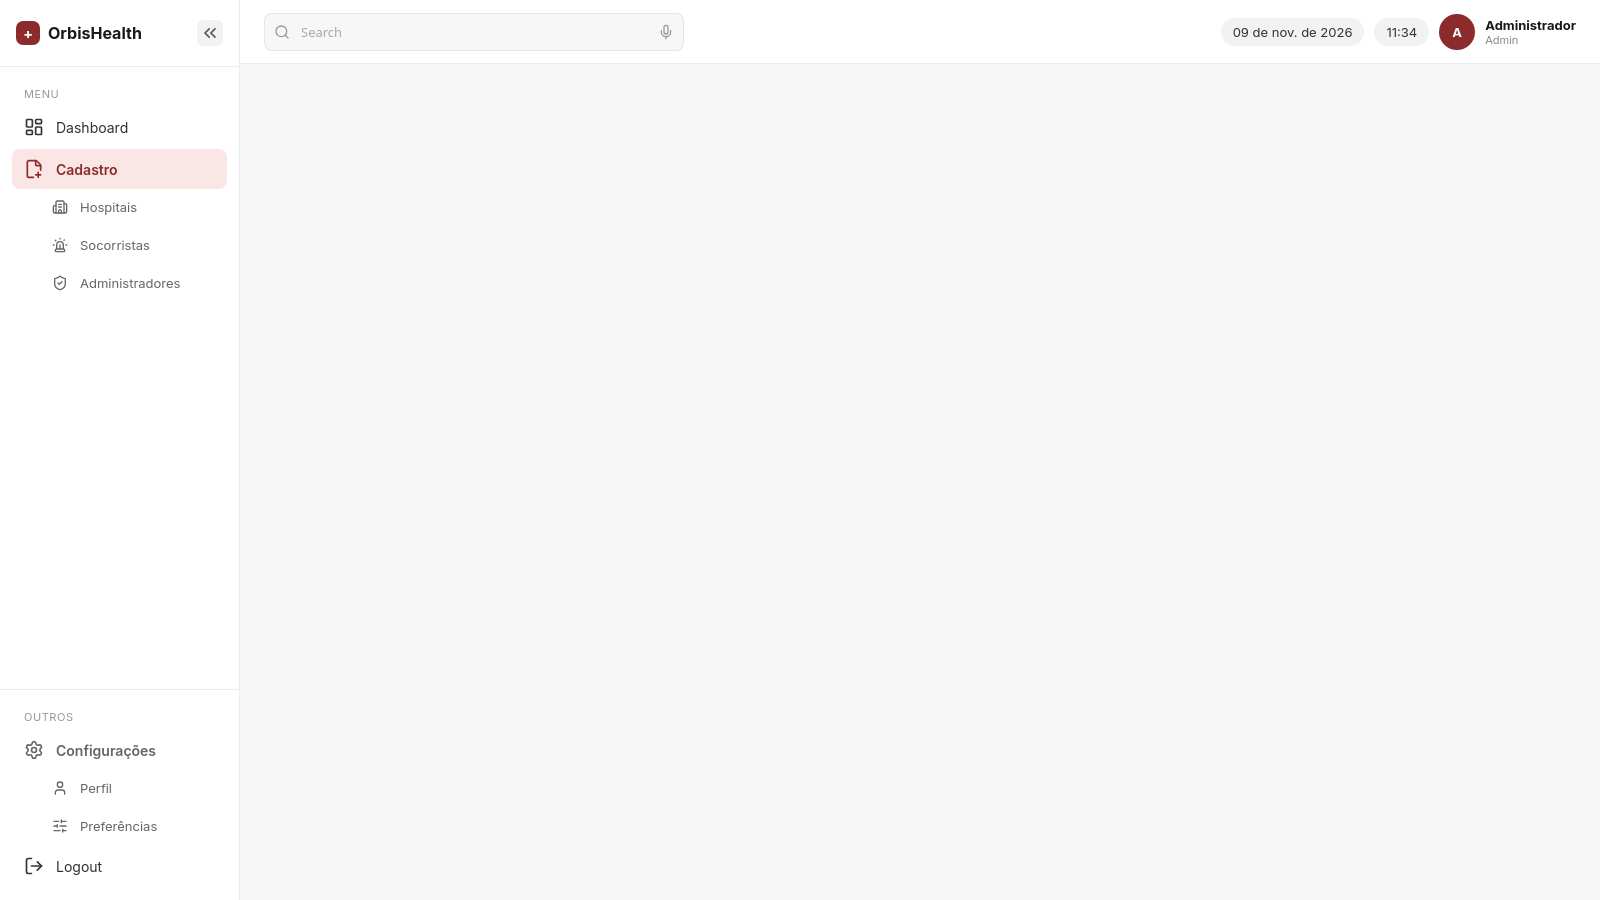 + OrbisHealth
Search
09 de nov. de 2026
11:34
A
Administrador
Admin
MENU
Dashboard
Cadastro
Hospitais
Socorristas
Administradores
OUTROS
Configurações
Perfil
Preferências
Logout